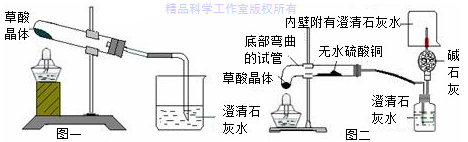 精品科学工作室版权所有
草酸
晶体
澄清石
灰水
图一
内壁附有澄清石灰水
底部弯曲
的试管
无水硫酸铜
草酸晶体
碱
石
灰
澄清石
灰水
图二